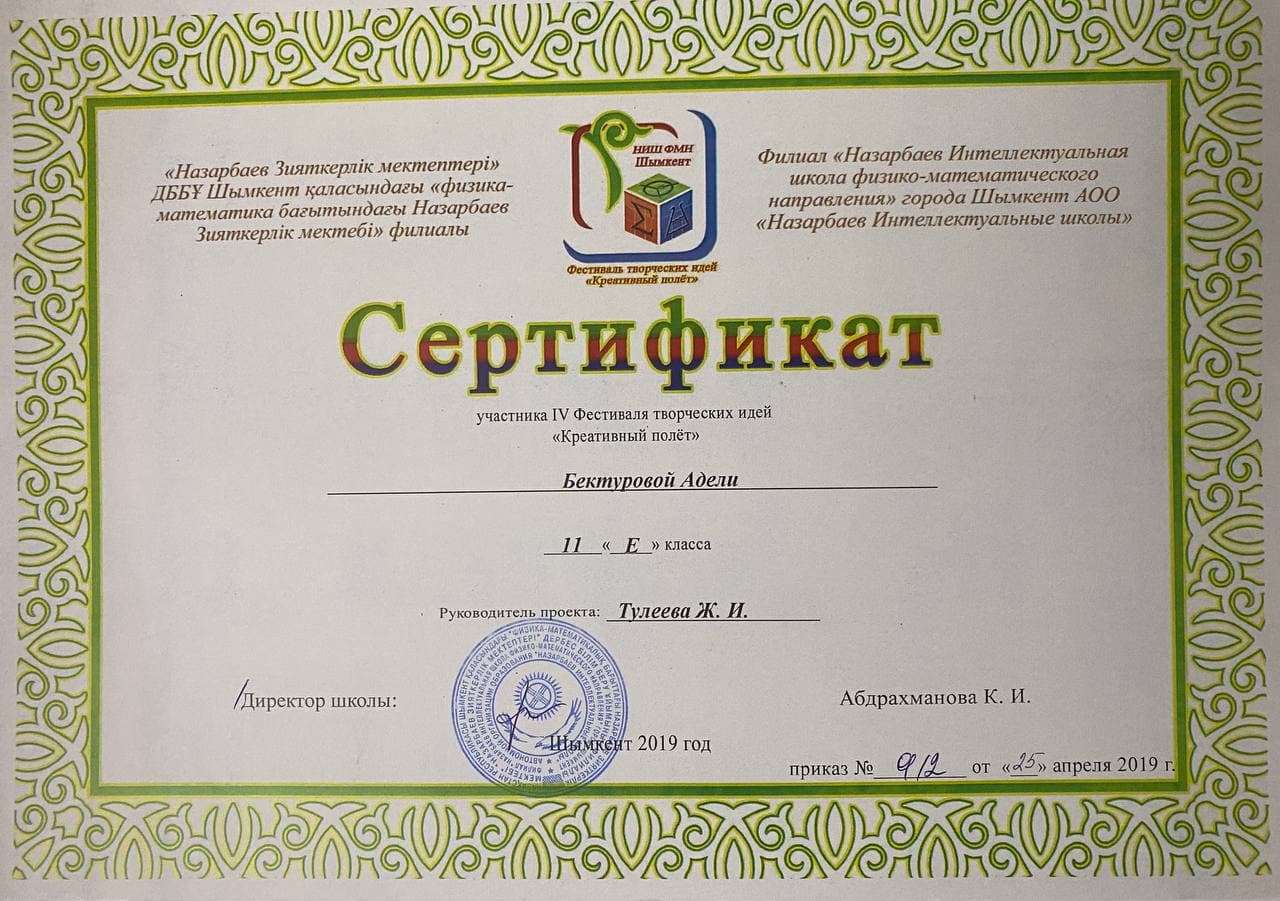 «Назарбаев Зияткерлік мектептері»
ДББҰ Шымкент қаласындағы «физика-
математика бағытындағы Назарбаев
Зияткерлік мектебі» филиалы
НИШ ФМН
Шымкент
Фестиваль творческих идей
«Креативный полёт»
Филиал «Назарбаев Интеллектуальная
школа физико-математического
направления» города Шымкент АОО
«Назарбаев Интеллектуальные школы»
Сертификат
участника IV Фестиваля творческих идей
«Креативный полёт»
Бектуровой Адели
11 «Е» класса
Руководитель проекта: Тулеева Ж. И.
Директор школы:
Абдрахманова К. И.
Шымкент 2019 год
приказ № 9/2 от «25» апреля 2019 г.